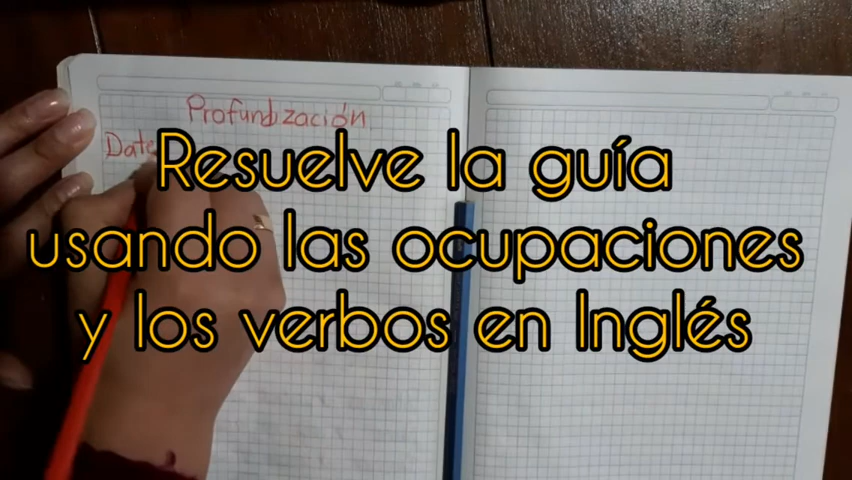 Profundización
Date
Resuelve la guía
usando las ocupaciones
y los verbos en Inglés